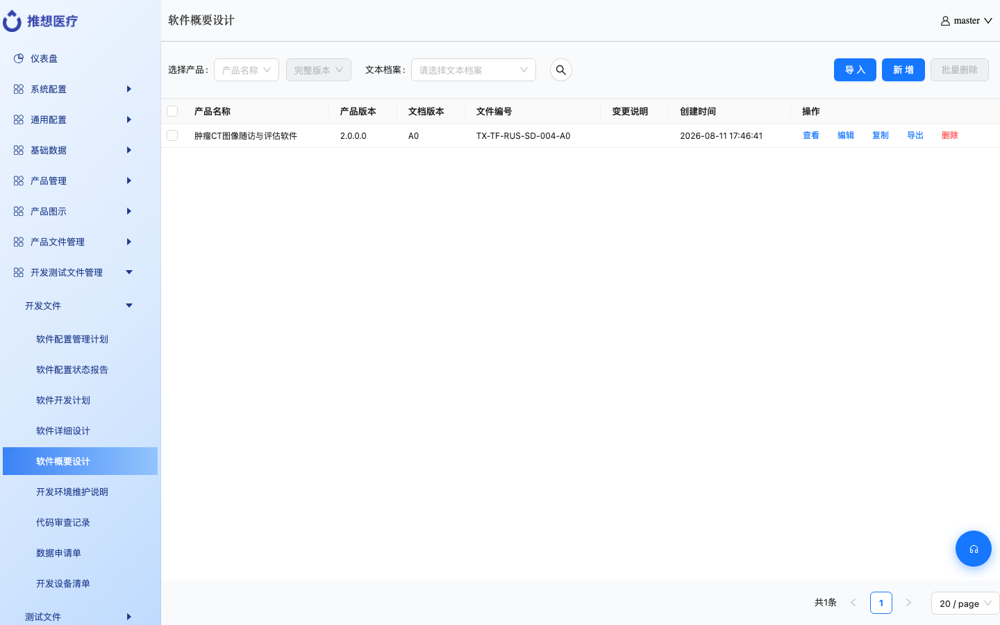 推想医疗
软件概要设计
master
仪表盘
系统配置
通用配置
基础数据
产品管理
产品图示
产品文件管理
开发测试文件管理
开发文件
软件配置管理计划
软件配置状态报告
软件开发计划
软件详细设计
软件概要设计
开发环境维护说明
代码审查记录
数据申请单
开发设备清单
测试文件
选择产品： 产品名称 完整版本 文本档案： 请选择文本档案 导 入 新 增 批量删除
产品名称 产品版本 文档版本 文件编号 变更说明 创建时间 操作
肿瘤CT图像随访与评估软件 2.0.0.0 A0 TX-TF-RUS-SD-004-A0 2026-08-11 17:46:41 查看 编辑 复制 导出 删除
共1条 1 20 / page